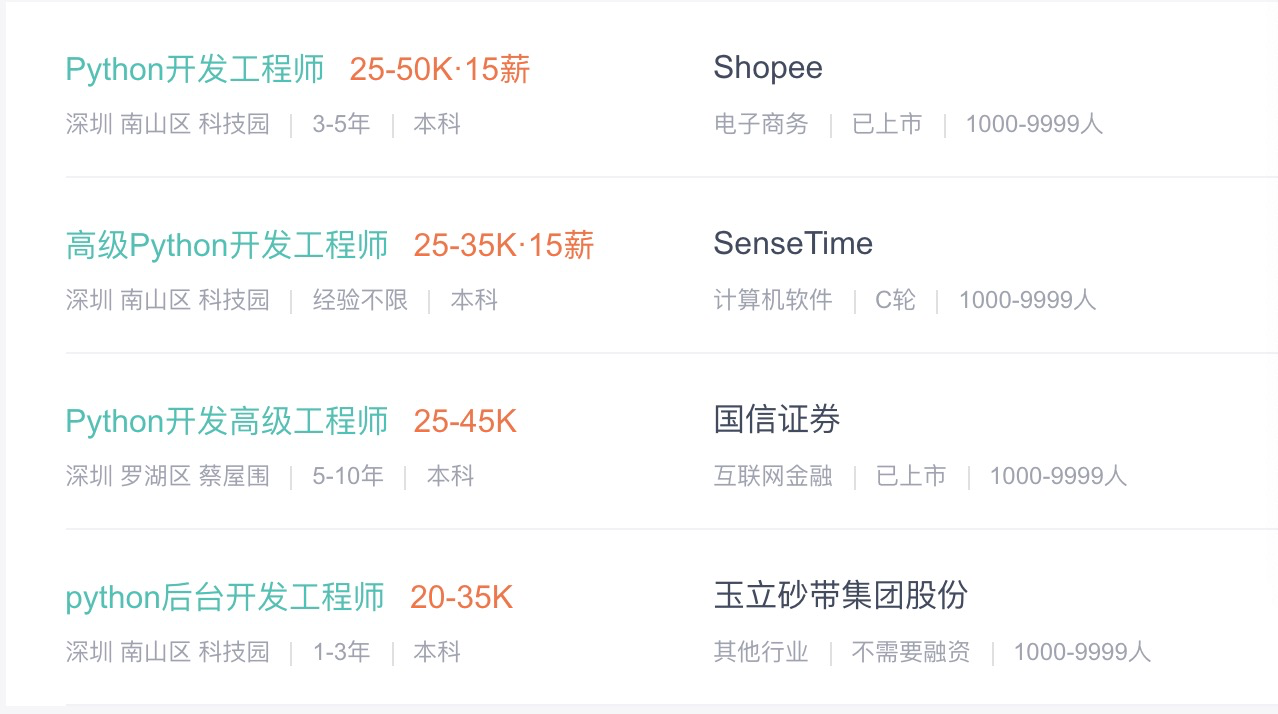 Python开发工程师 25-50K·15薪 Shopee
深圳 南山区 科技园 | 3-5年 | 本科 电子商务 | 已上市 | 1000-9999人
高级Python开发工程师 25-35K·15薪 SenseTime
深圳 南山区 科技园 | 经验不限 | 本科 计算机软件 | C轮 | 1000-9999人
Python开发高级工程师 25-45K 国信证券
深圳 罗湖区 蔡屋围 | 5-10年 | 本科 互联网金融 | 已上市 | 1000-9999人
python后台开发工程师 20-35K 玉立砂带集团股份
深圳 南山区 科技园 | 1-3年 | 本科 其他行业 | 不需要融资 | 1000-9999人